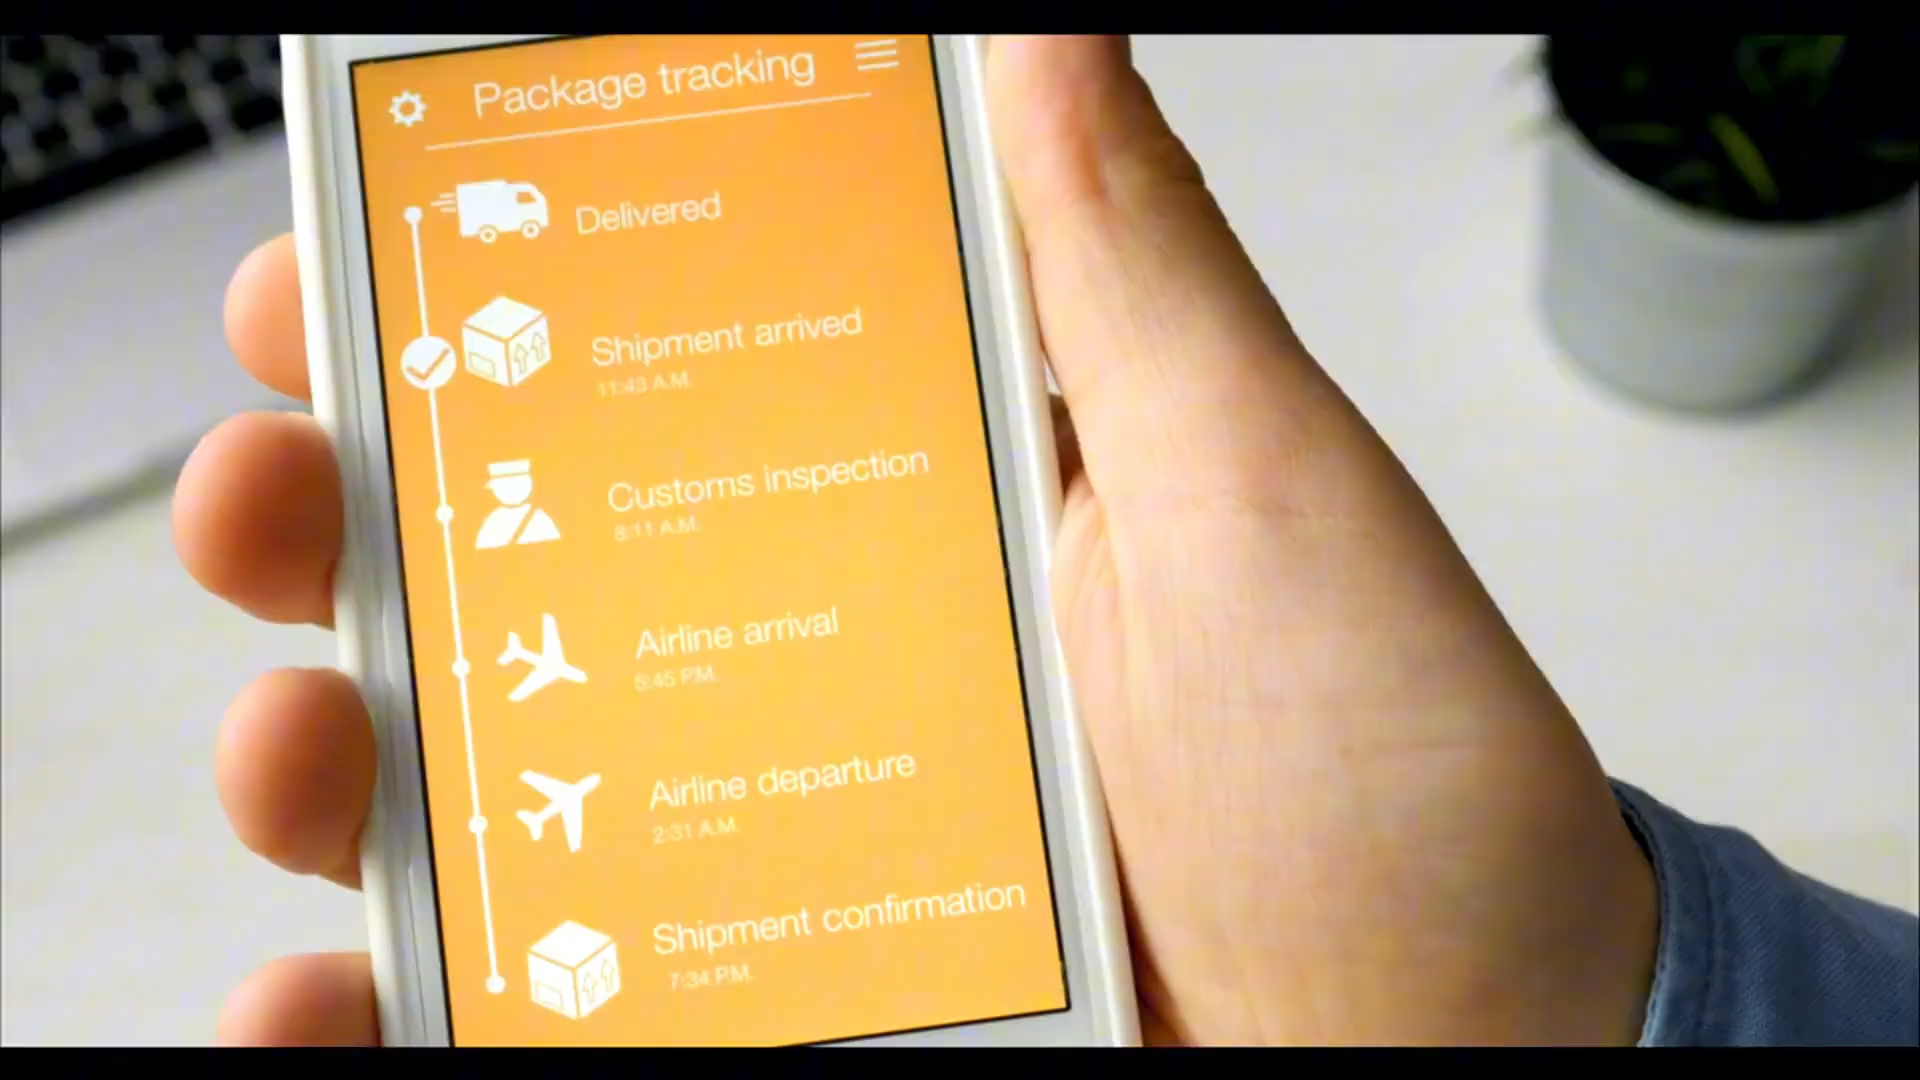 Package tracking
Delivered
Shipment arrived
11:43 A.M.
Customs inspection
8:11 A.M.
Airline arrival
5:45 P.M.
Airline departure
2:31 A.M.
Shipment confirmation
7:34 P.M.